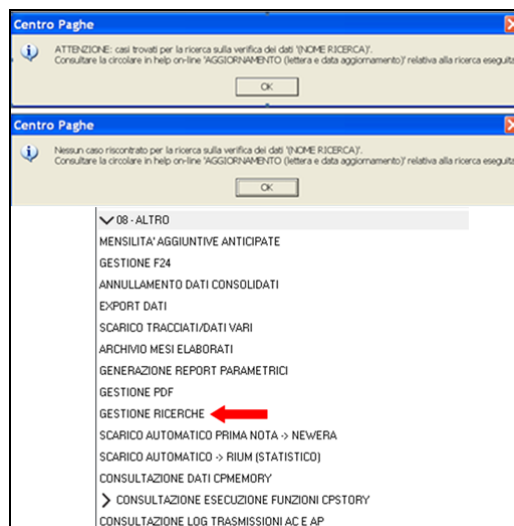 Centro Paghe
ATTENZIONE: casi trovati per la ricerca sulla verifica dei dati '(NOME RICERCA)'.
Consultare la circolare in help on-line 'AGGIORNAMENTO (lettera e data aggiornamento)' relativa alla ricerca eseguita
OK
Centro Paghe
Nessun caso riscontrato per la ricerca sulla verifica dei dati '(NOME RICERCA)'.
Consultare la circolare in help on-line 'AGGIORNAMENTO (lettera e data aggiornamento)' relativa alla ricerca eseguita
OK
08 - ALTRO
MENSILITA' AGGIUNTIVE ANTICIPATE
GESTIONE F24
ANNULLAMENTO DATI CONSOLIDATI
EXPORT DATI
SCARICO TRACCIATI/DATI VARI
ARCHIVIO MESI ELABORATI
GENERAZIONE REPORT PARAMETRICI
GESTIONE PDF
GESTIONE RICERCHE
SCARICO AUTOMATICO PRIMA NOTA -> NEWERA
SCARICO AUTOMATICO -> RIUM (STATISTICO)
CONSULTAZIONE DATI CPMEMORY
CONSULTAZIONE ESECUZIONE FUNZIONI CPSTORY
CONSULTAZIONE LOG TRASMISSIONI AC E AP